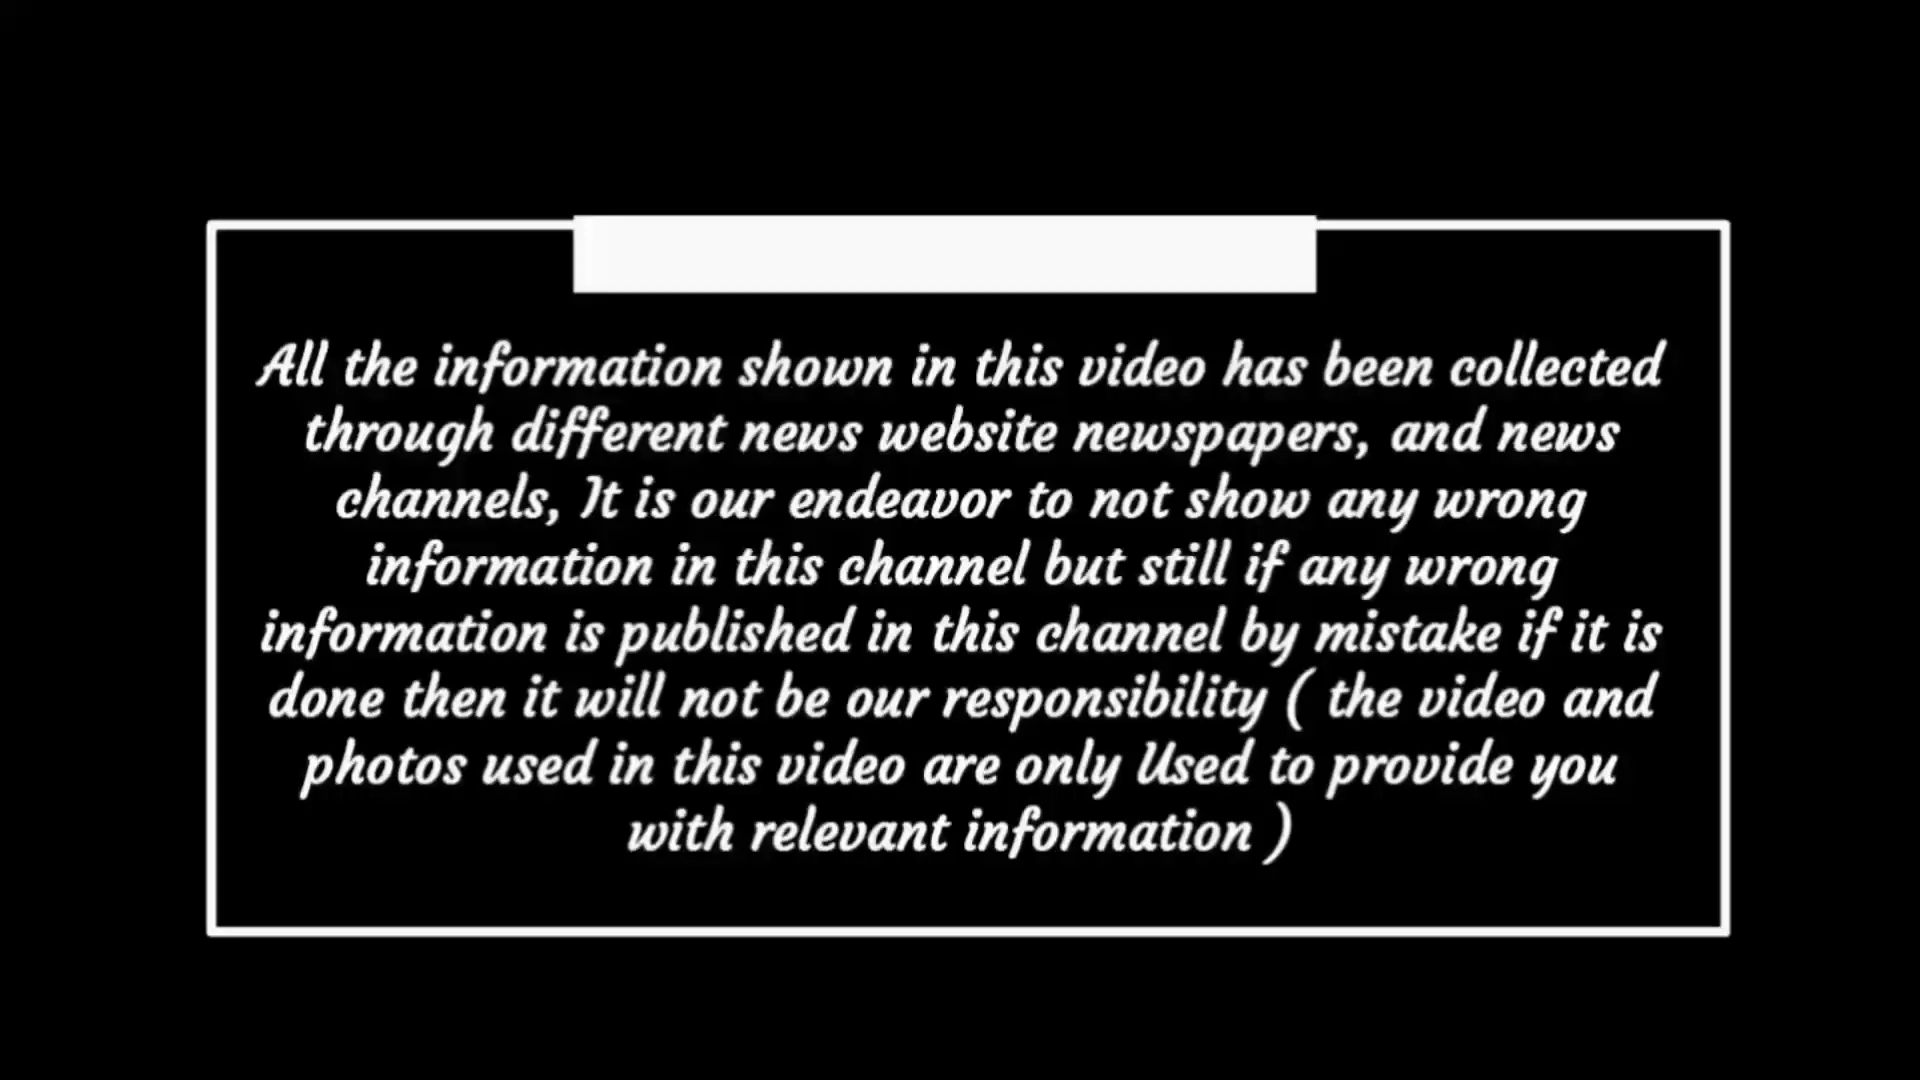 All the information shown in this video has been collected
through different news website newspapers, and news
channels, It is our endeavor to not show any wrong
information in this channel but still if any wrong
information is published in this channel by mistake if it is
done then it will not be our responsibility ( the video and
photos used in this video are only Used to provide you
with relevant information )